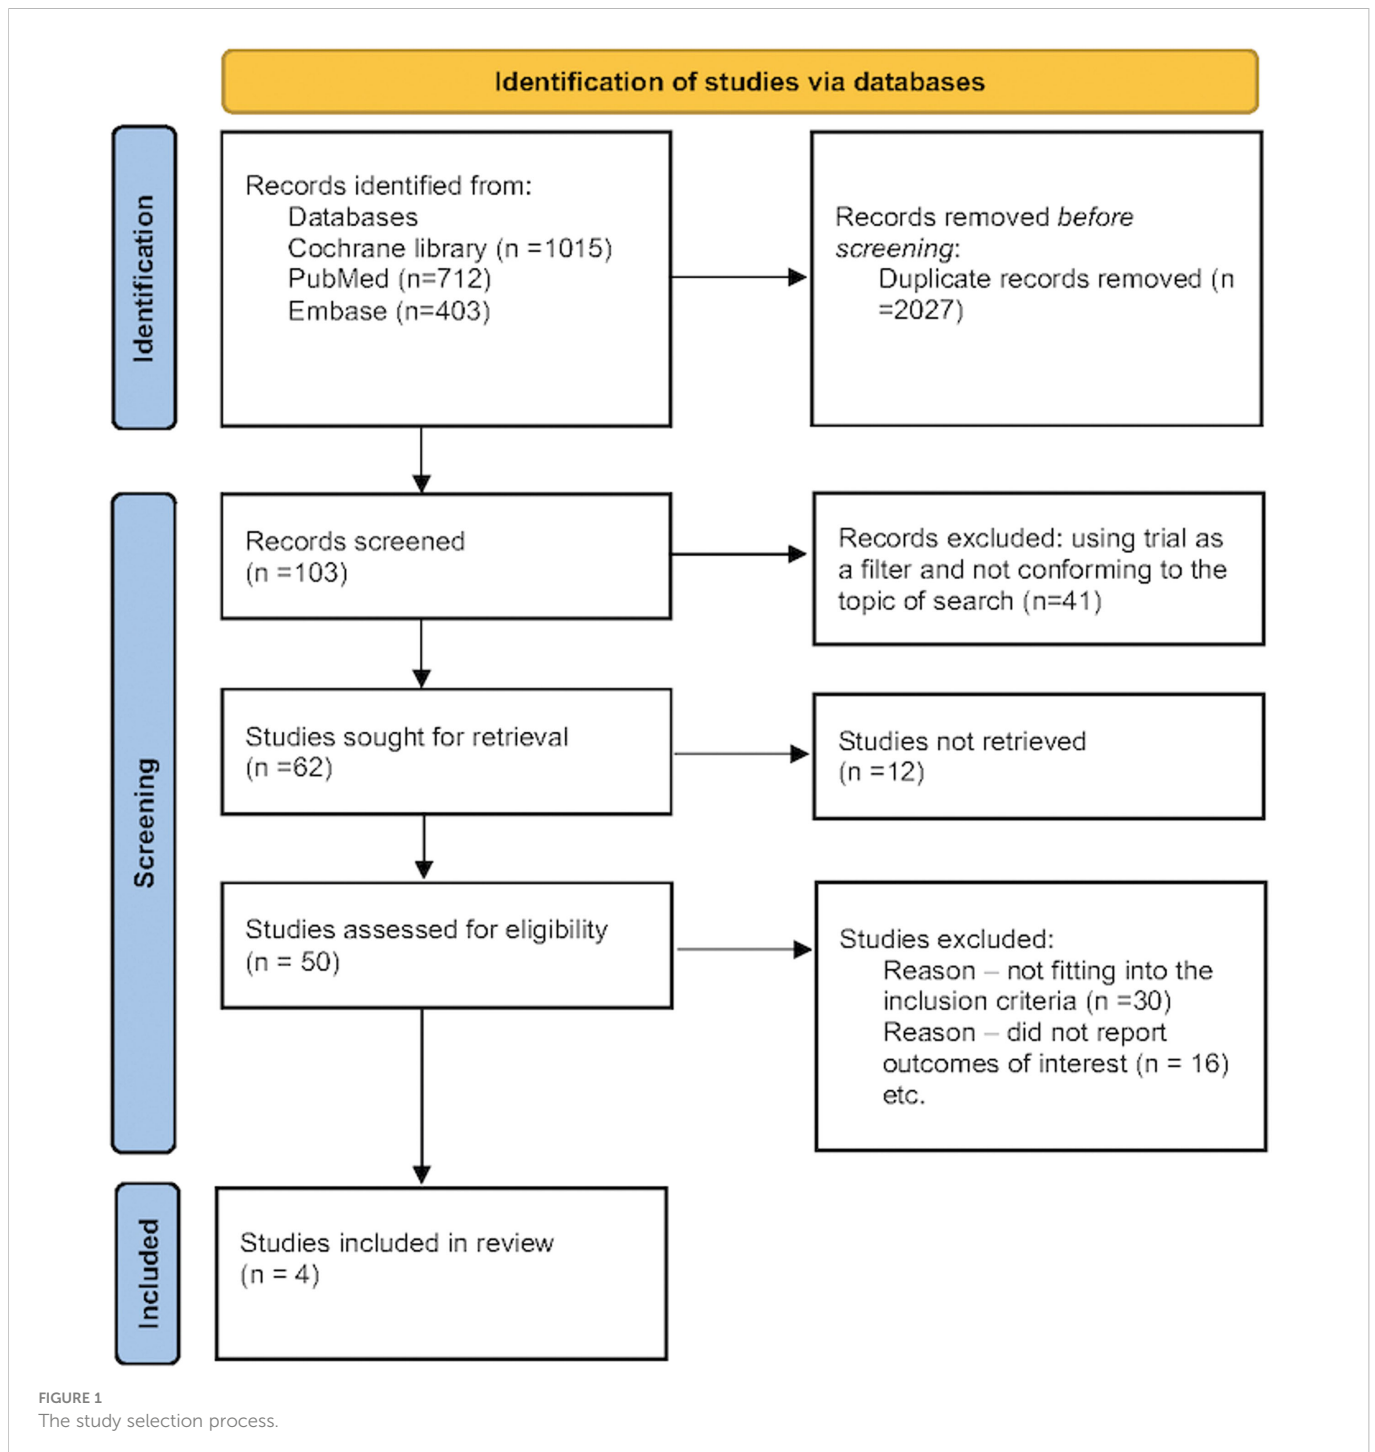 Identification of studies via databases
Identification
Records identified from:
Databases
Cochrane library (n =1015)
PubMed (n=712)
Embase (n=403)
Records removed before
screening:
Duplicate records removed (n
=2027)
Screening
Records screened
(n =103)
Records excluded: using trial as
a filter and not conforming to the
topic of search (n=41)
Studies sought for retrieval
(n =62)
Studies not retrieved
(n =12)
Studies assessed for eligibility
(n = 50)
Studies excluded:
Reason – not fitting into the
inclusion criteria (n =30)
Reason – did not report
outcomes of interest (n = 16)
etc.
Included
Studies included in review
(n = 4)
FIGURE 1
The study selection process.